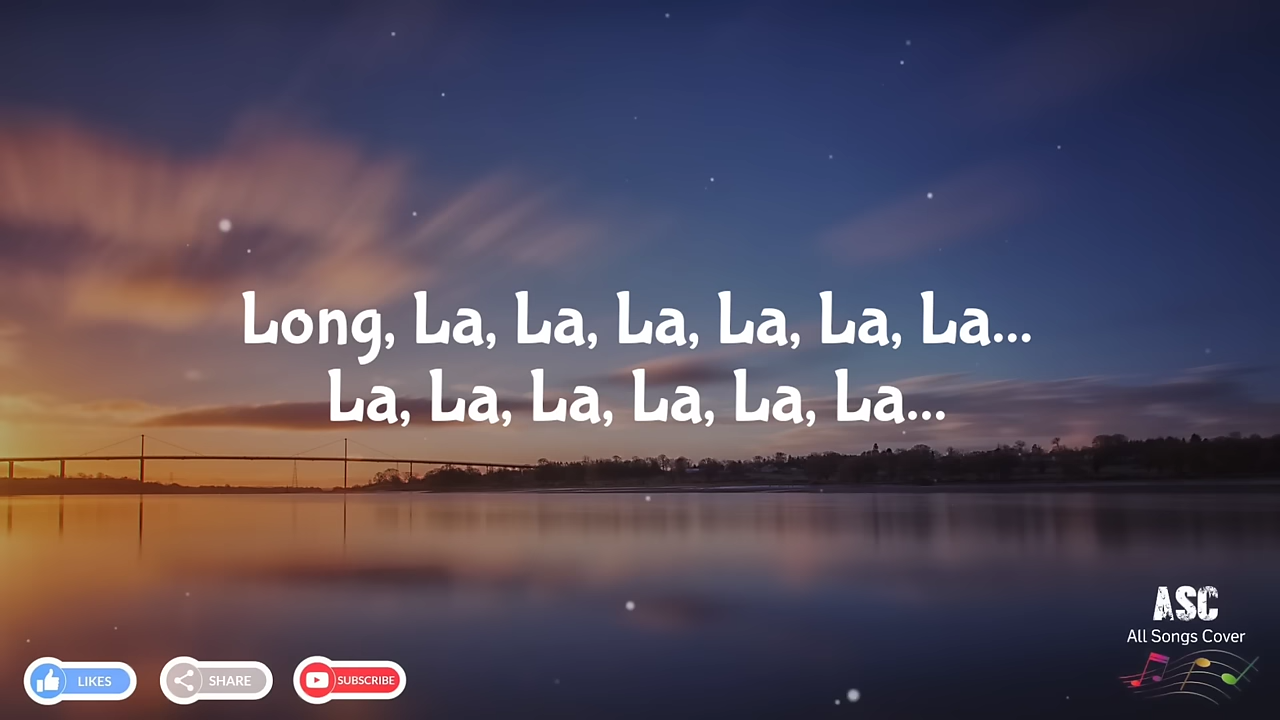 Long, La, La, La, La, La, La...
La, La, La, La, La, La...
ASC
All Songs Cover
LIKES
SHARE
SUBSCRIBE